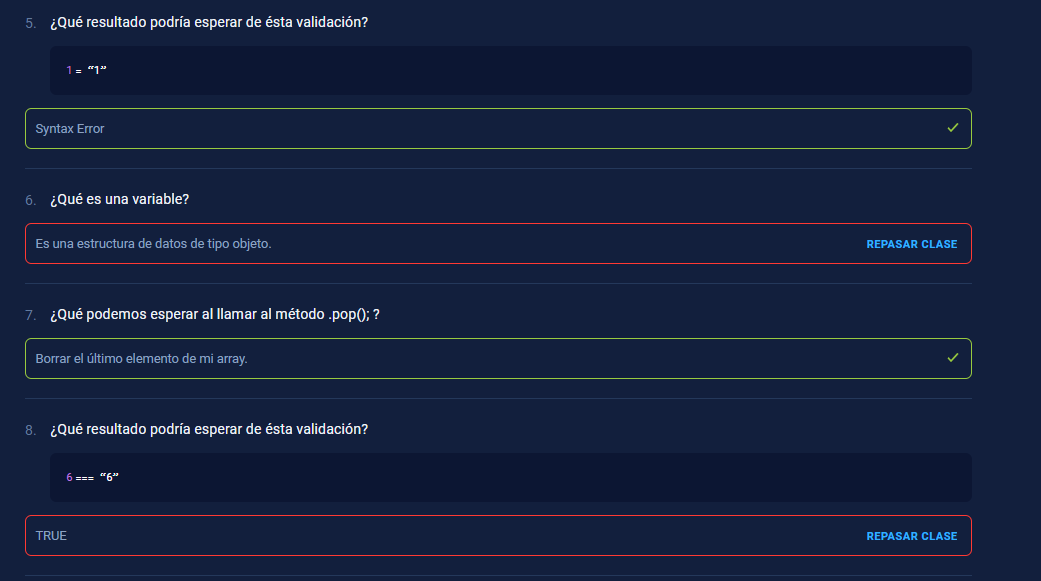 5. ¿Qué resultado podría esperar de ésta validación?
1 = “1”
Syntax Error
6. ¿Qué es una variable?
Es una estructura de datos de tipo objeto. REPASAR CLASE
7. ¿Qué podemos esperar al llamar al método .pop(); ?
Borrar el último elemento de mi array.
8. ¿Qué resultado podría esperar de ésta validación?
6 === “6”
TRUE REPASAR CLASE